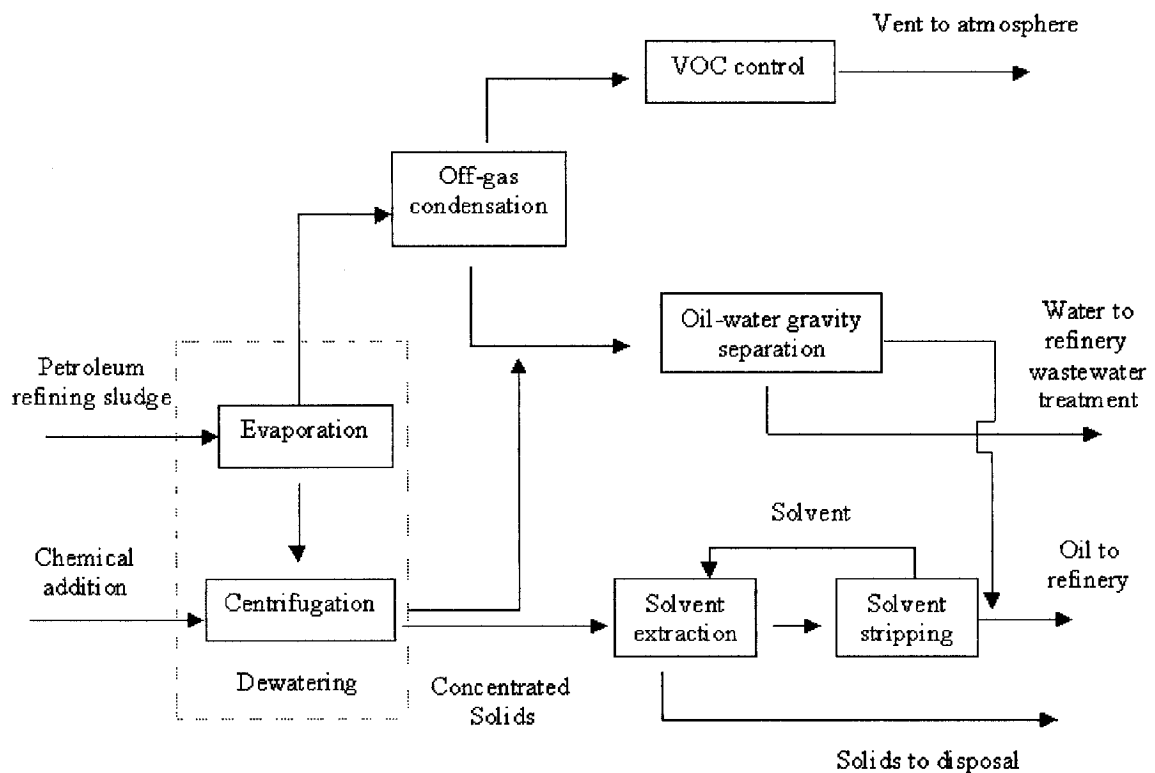 Vent to atmosphere
VOC control
Off-gas
condensation
Oil-water gravity
separation
Water to
refinery
wastewater
treatment
Petroleum
refining sludge
Evaporation
Solvent
Chemical
addition
Centrifugation
Solvent
extraction
Solvent
stripping
Oil to
refinery
Dewatering
Concentrated
Solids
Solids to disposal